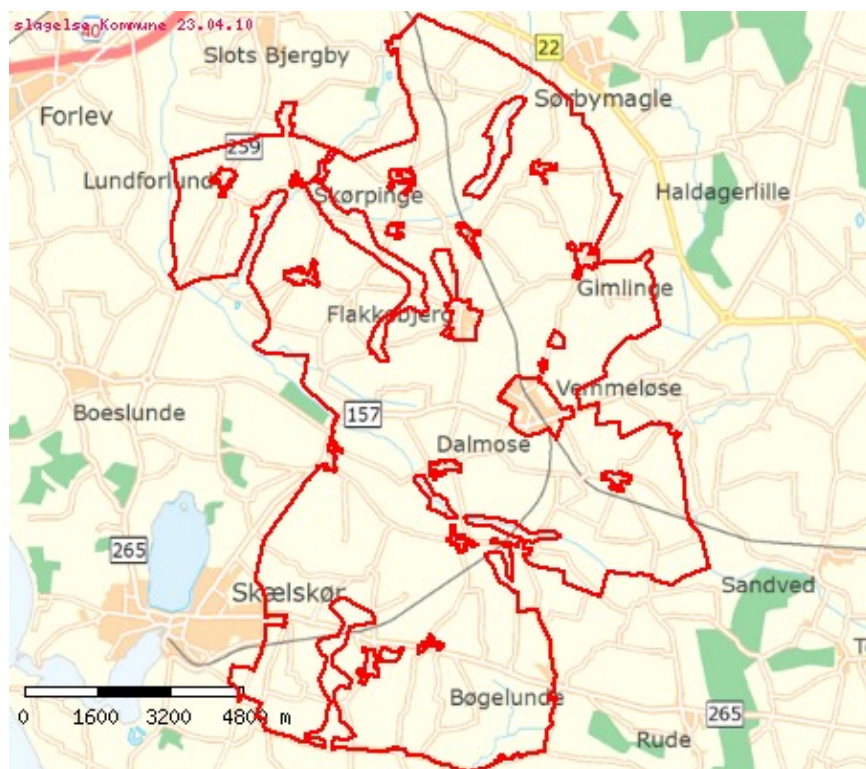 slagelse Kommune 23.04.10
40
Slots Bjergby
22
Sørbymagle
Forlev
259
Lundforlund
Skørpinge
Haldagerlille
Gimlinge
Flakkebjerg
Vemmeløse
Boeslunde
157
Dalmose
265
Sandved
Skælskør
Bøgelunde
0 1600 3200 4800 m
265
Rude